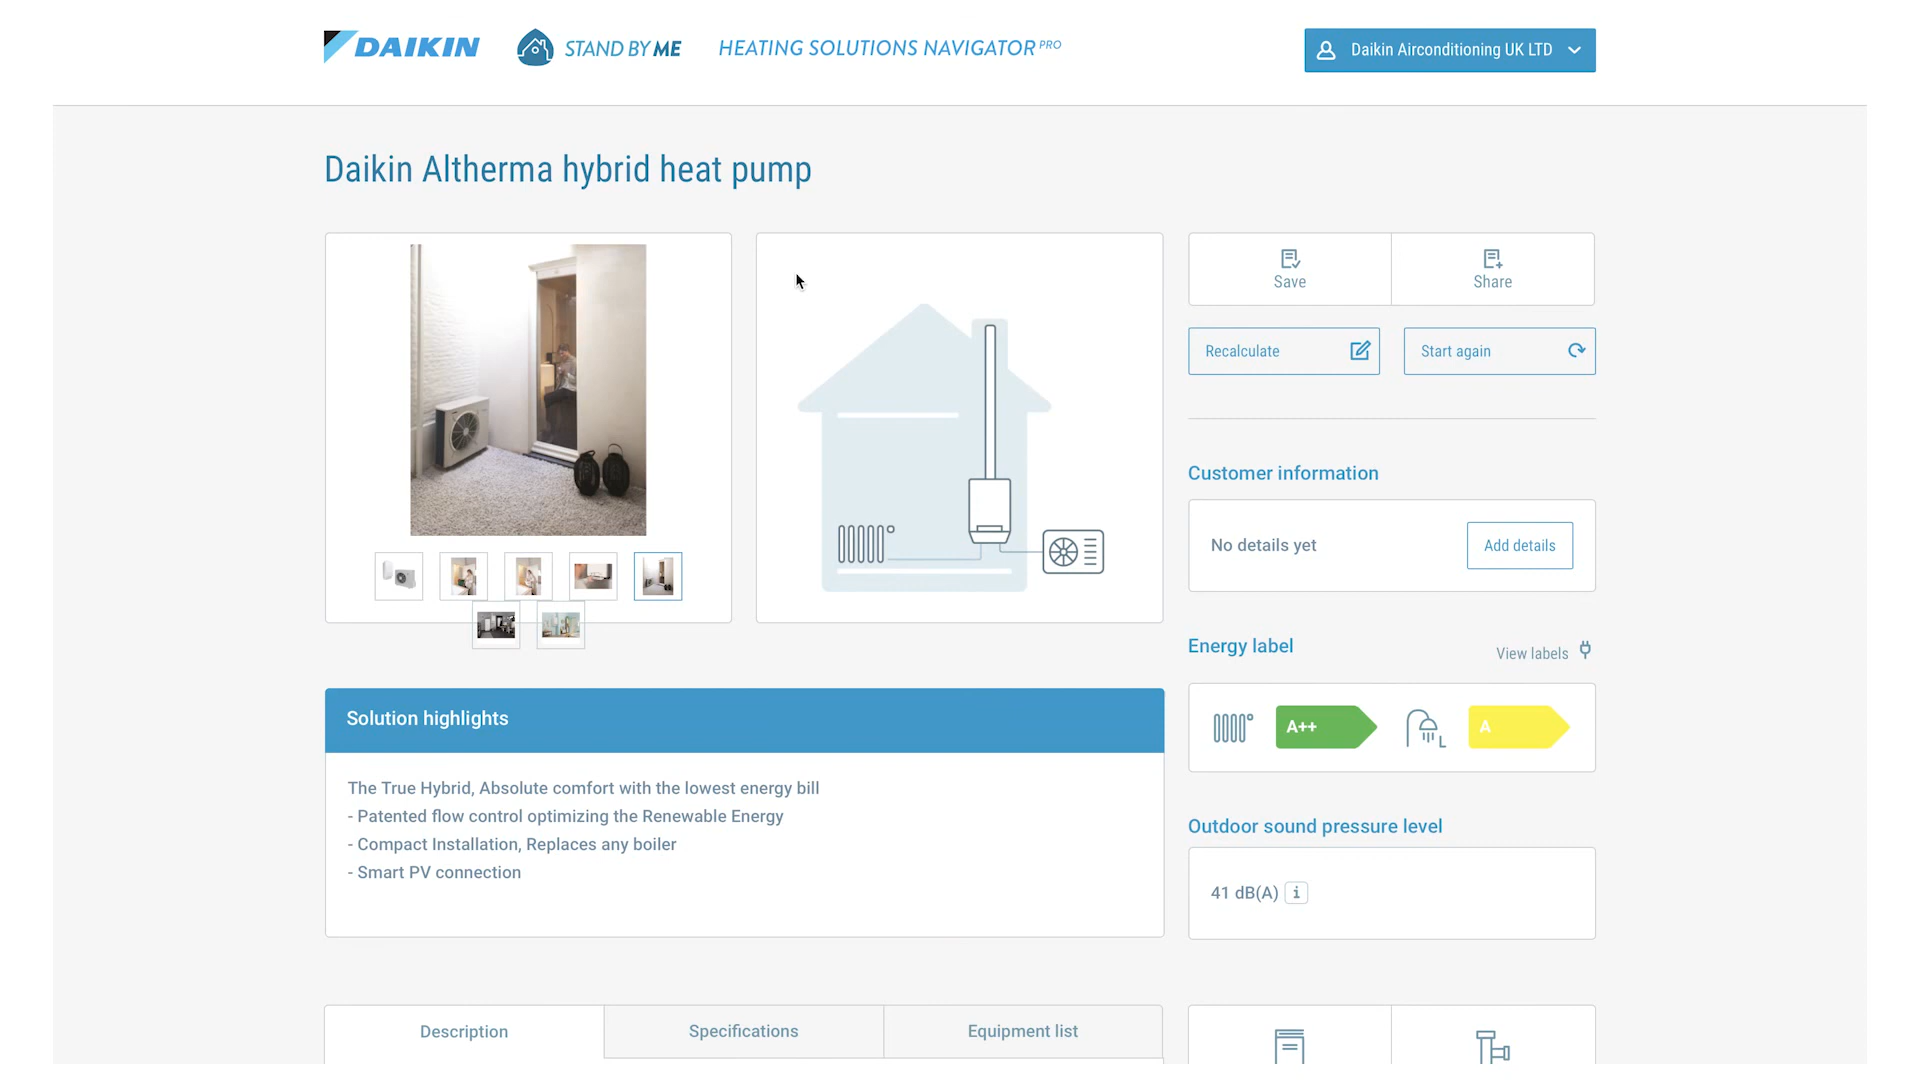 DAIKIN
STAND BY ME
HEATING SOLUTIONS NAVIGATOR PRO
Daikin Airconditioning UK LTD
Daikin Altherma hybrid heat pump
Save
Share
Recalculate
Start again
Customer information
No details yet
Add details
Energy label
View labels
A++
L
A
Solution highlights
The True Hybrid, Absolute comfort with the lowest energy bill
- Patented flow control optimizing the Renewable Energy
- Compact Installation, Replaces any boiler
- Smart PV connection
Outdoor sound pressure level
41 dB(A) i
Description
Specifications
Equipment list